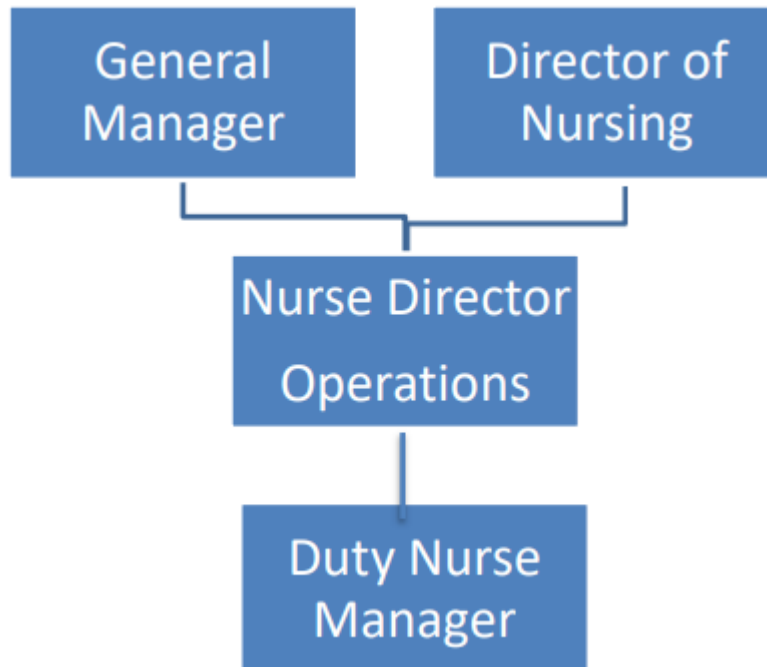 General
Manager
Director of
Nursing
Nurse Director
Operations
Duty Nurse
Manager